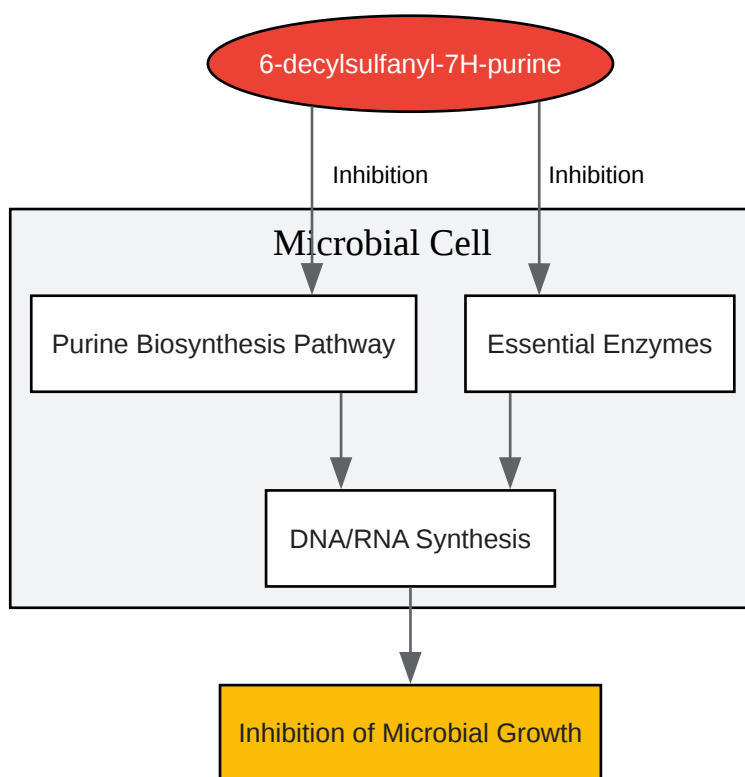 6-decylsulfanyl-7H-purine
Inhibition
Inhibition
Microbial Cell
Purine Biosynthesis Pathway
Essential Enzymes
DNA/RNA Synthesis
Inhibition of Microbial Growth